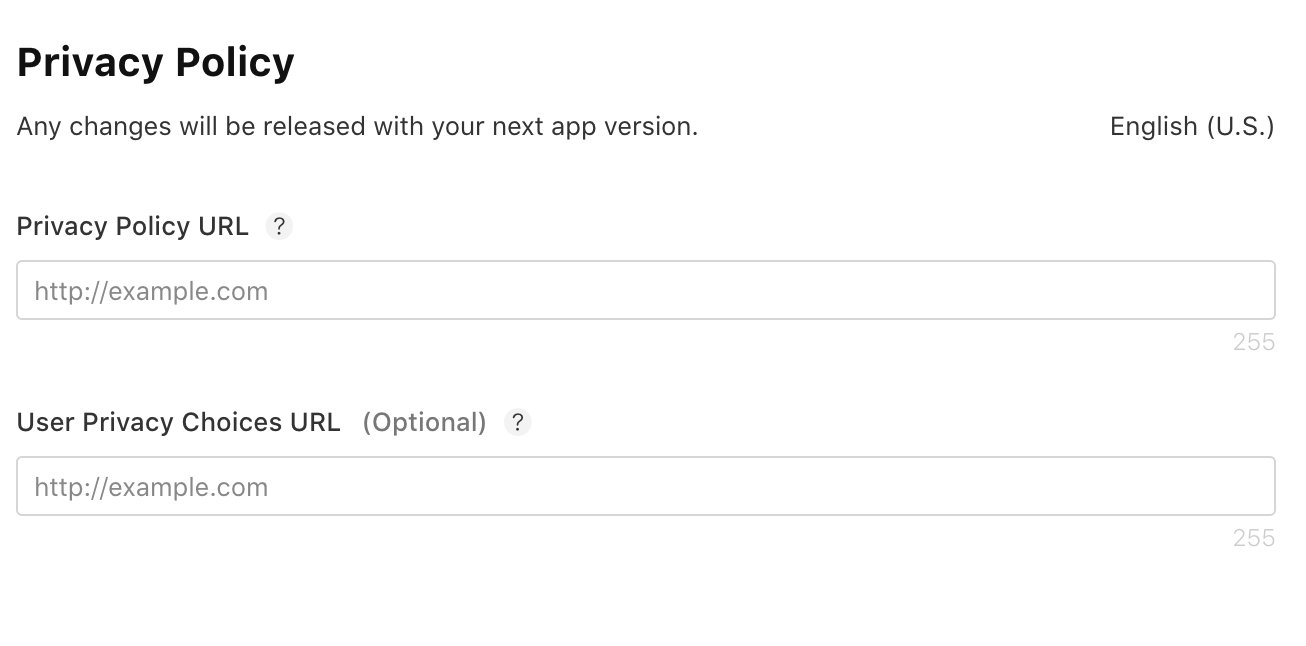 Privacy Policy
Any changes will be released with your next app version. English (U.S.)
Privacy Policy URL ?
http://example.com
255
User Privacy Choices URL (Optional) ?
http://example.com
255